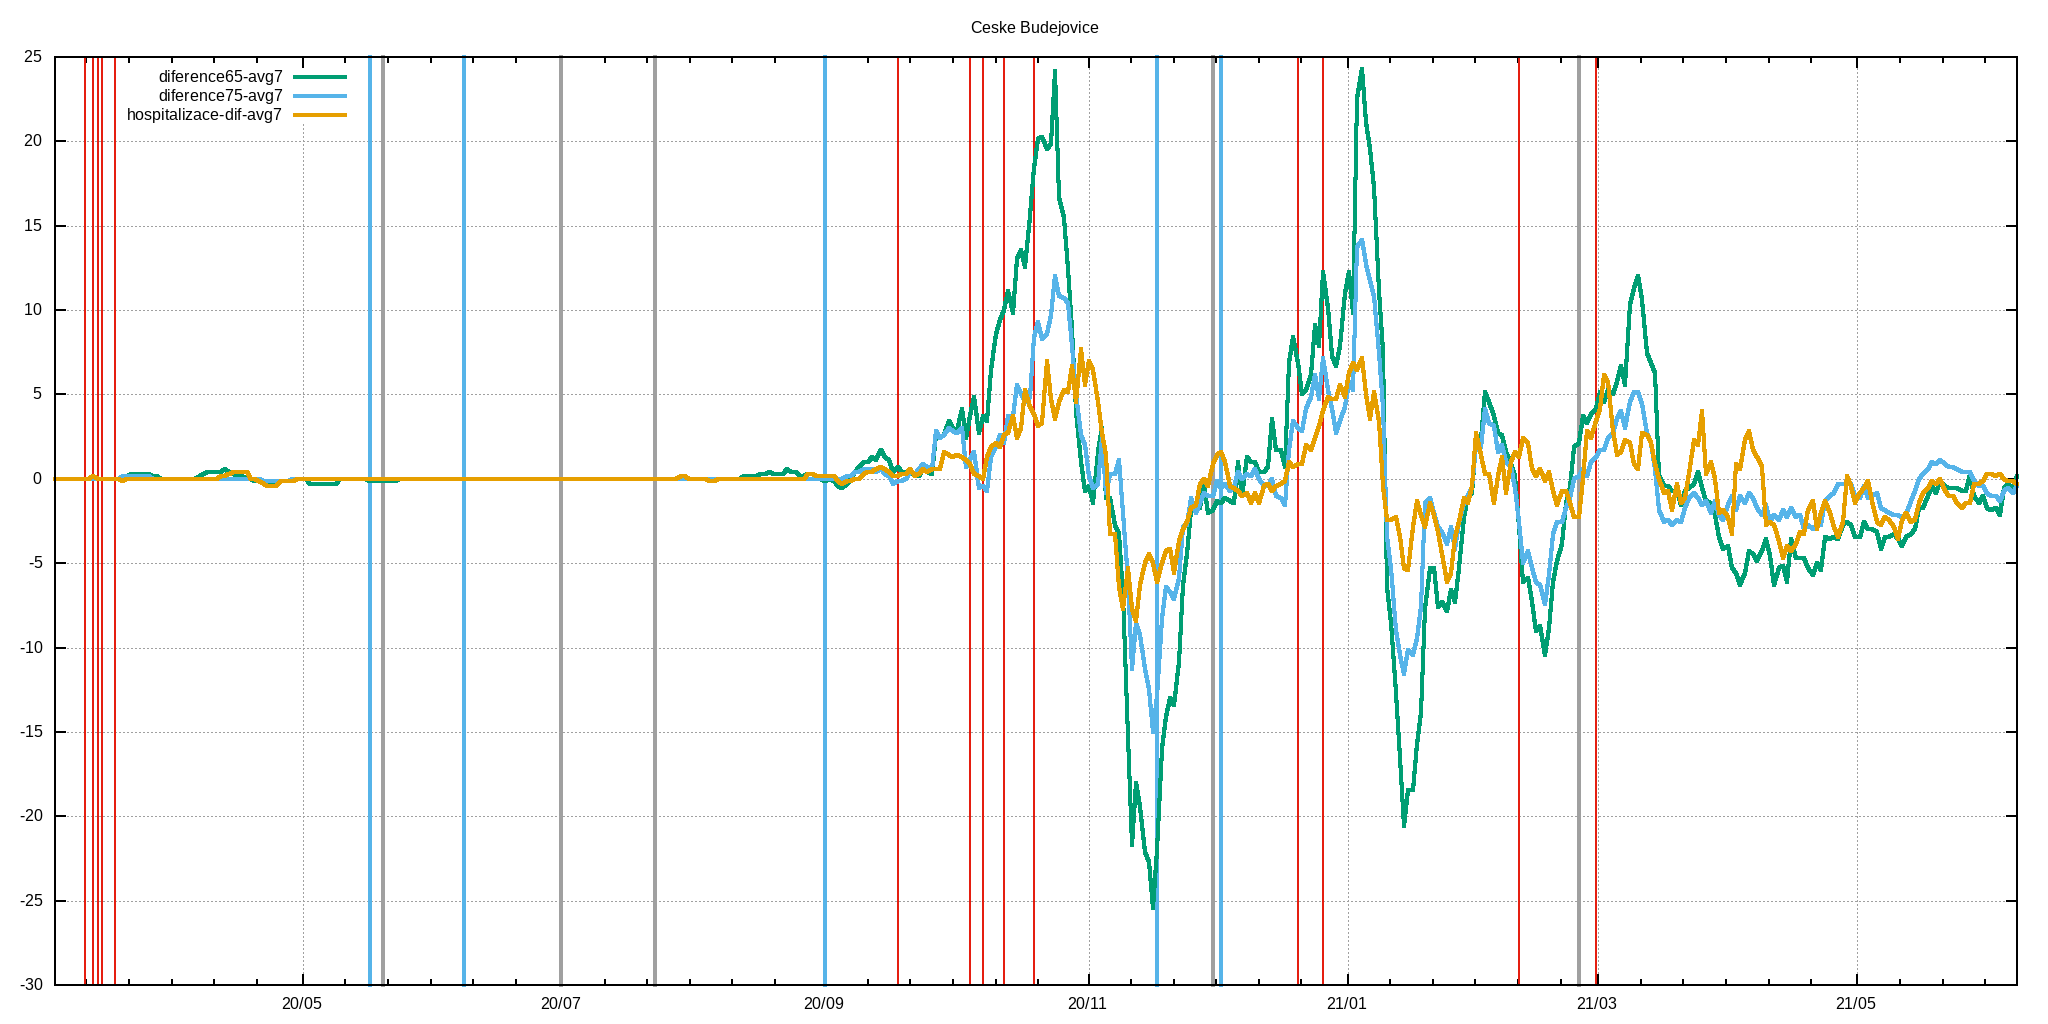 Ceske Budejovice
25
diference65-avg7
diference75-avg7
hospitalizace-dif-avg7
20
15
10
5
0
-5
-10
-15
-20
-25
-30
20/05 20/07 20/09 20/11 21/01 21/03 21/05